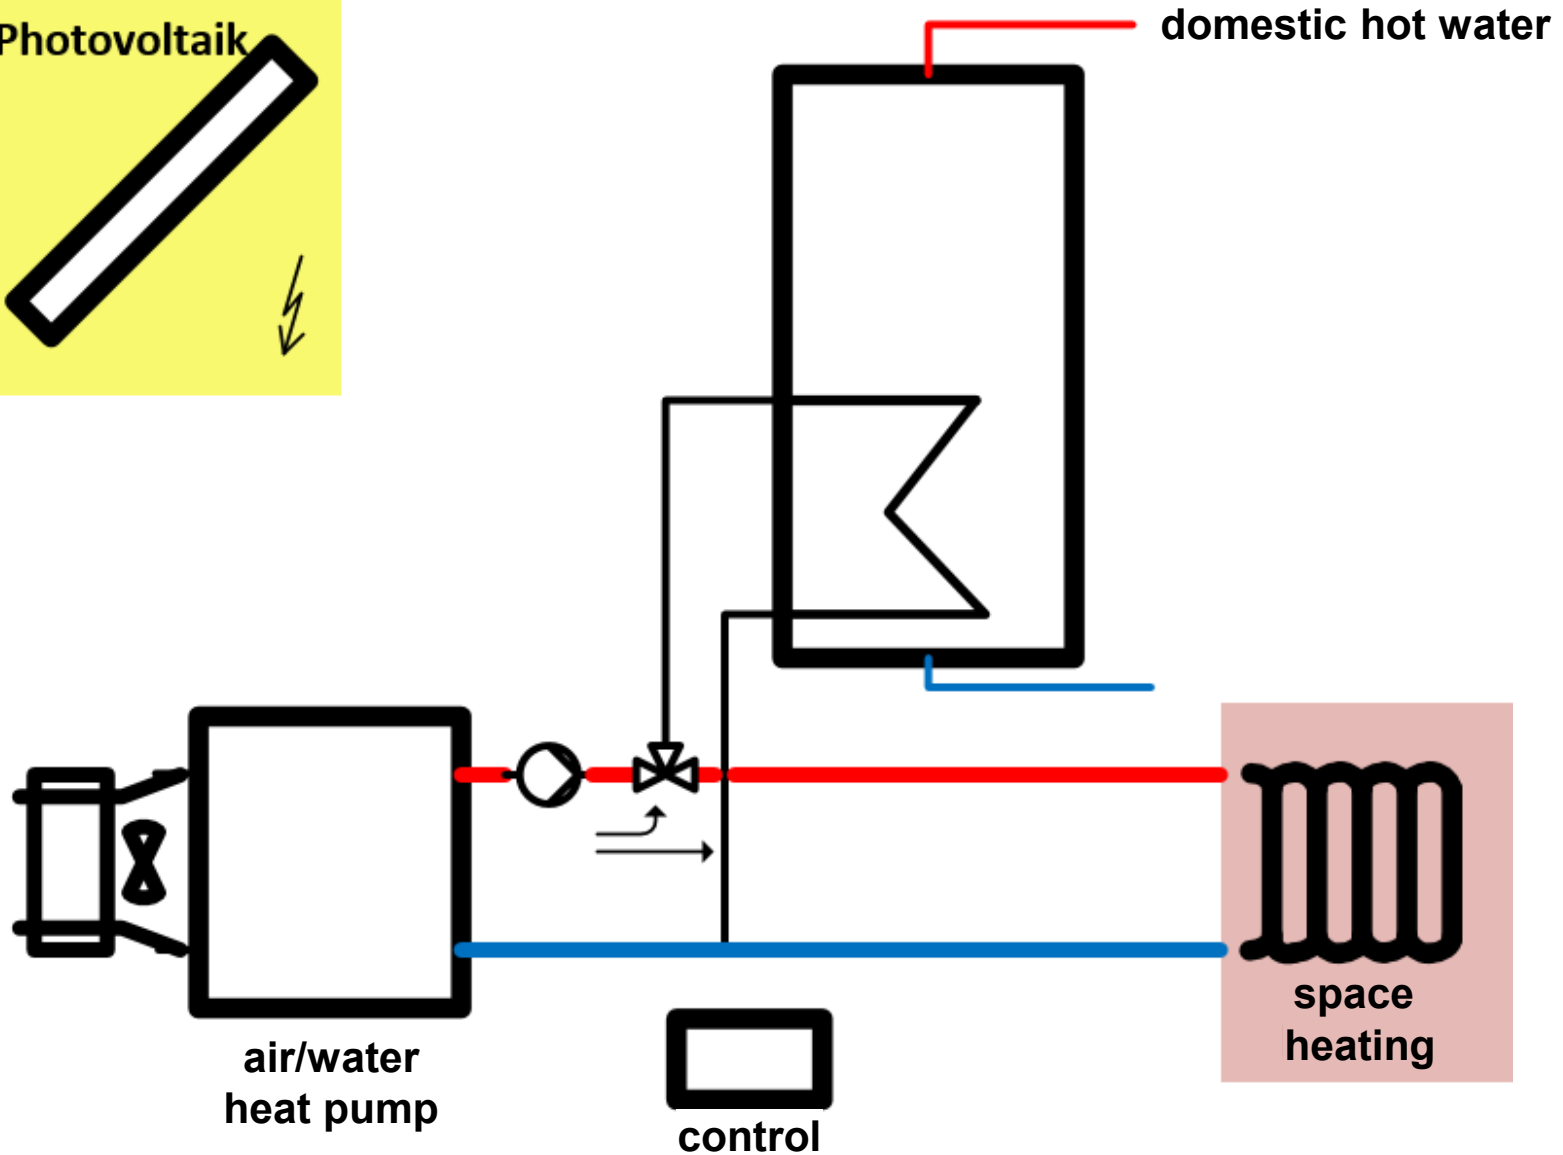 Photovoltaik
domestic hot water
space
heating
air/water
heat pump
control